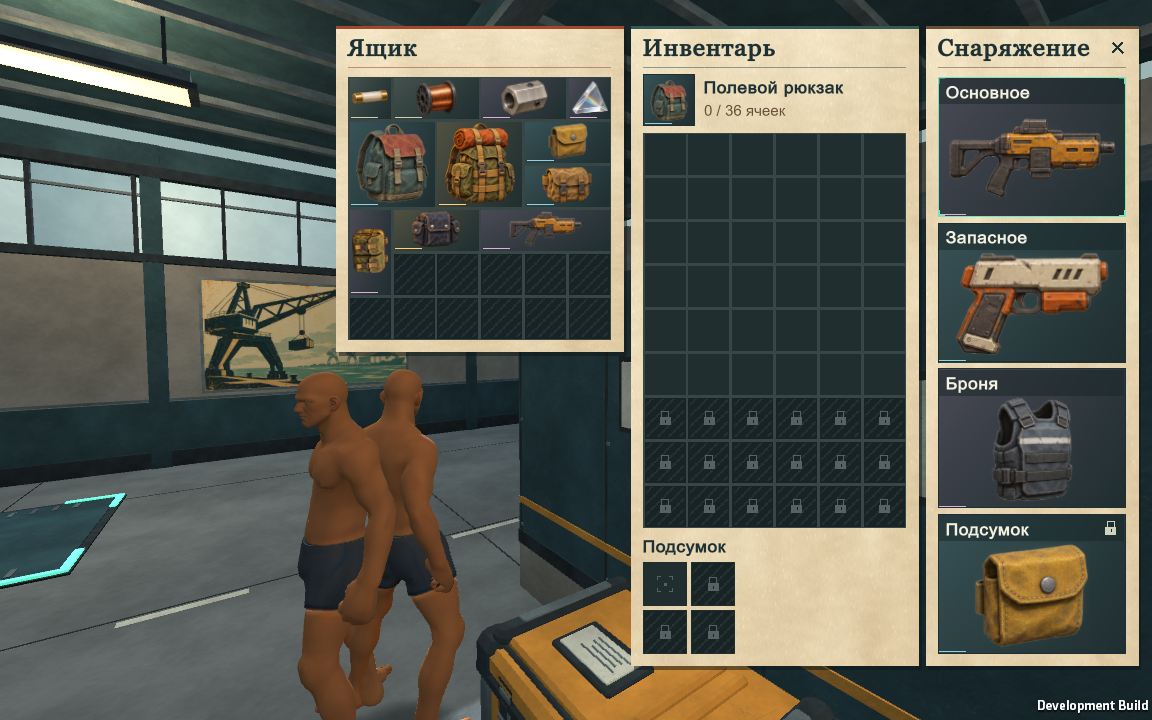 Ящик
Инвентарь
Полевой рюкзак
0 / 36 ячеек
Подсумок
Снаряжение
Основное
Запасное
Броня
Подсумок
Development Build